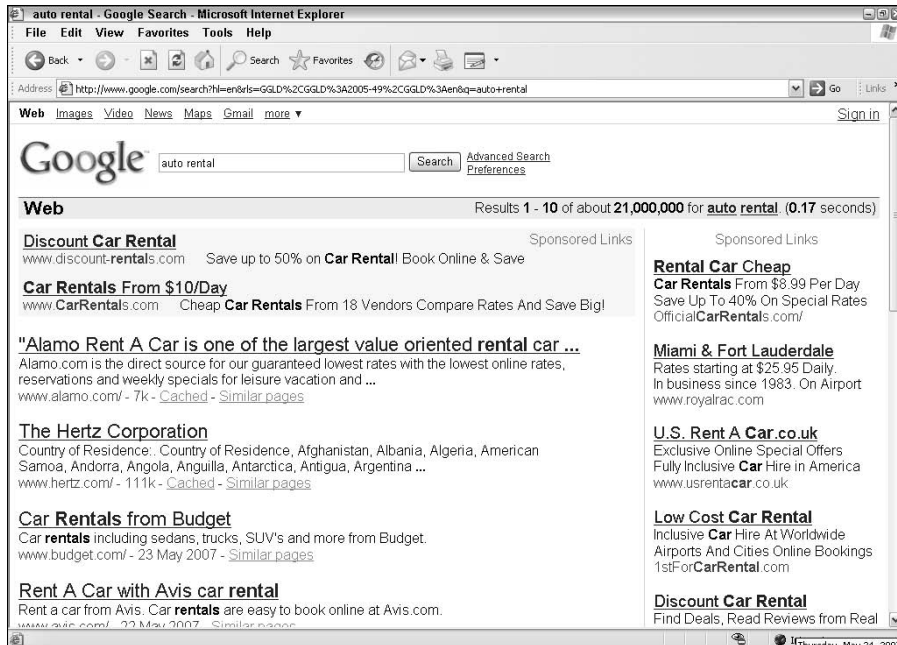 auto rental - Google Search - Microsoft Internet Explorer
File Edit View Favorites Tools Help
Back Search Favorites
Address http://www.google.com/search?hl=en&rls=GGLD%2CGGLD%3A2005-49%2CGGLD%3Aen&q=auto+rental Go Links
Web Images Video News Maps Gmail more ▼ Sign in
Google auto rental Search Advanced Search
Preferences
Web Results 1 - 10 of about 21,000,000 for auto rental. (0.17 seconds)
Discount Car Rental Sponsored Links
www.discount-rentals.com Save up to 50% on Car Rental! Book Online & Save
Car Rentals From $10/Day
www.CarRentals.com Cheap Car Rentals From 18 Vendors Compare Rates And Save Big!
"Alamo Rent A Car is one of the largest value oriented rental car ...
Alamo.com is the direct source for our guaranteed lowest rates with the lowest online rates,
reservations and weekly specials for leisure vacation and ...
www.alamo.com/ - 7k - Cached - Similar pages
The Hertz Corporation
Country of Residence:. Country of Residence, Afghanistan, Albania, Algeria, American
Samoa, Andorra, Angola, Anguilla, Antarctica, Antigua, Argentina ...
www.hertz.com/ - 111k - Cached - Similar pages
Car Rentals from Budget
Car rentals including sedans, trucks, SUV's and more from Budget.
www.budget.com/ - 23 May 2007 - Similar pages
Rent A Car with Avis car rental
Rent a car from Avis. Car rentals are easy to book online at Avis.com.
www.avis.com/ - 22 May 2007 - Similar pages
Sponsored Links
Rental Car Cheap
Car Rentals From $8.99 Per Day
Save Up To 40% On Special Rates
OfficialCarRentals.com/
Miami & Fort Lauderdale
Rates starting at $25.95 Daily.
In business since 1983. On Airport
www.royalrac.com
U.S. Rent A Car.co.uk
Exclusive Online Special Offers
Fully Inclusive Car Hire in America
www.usrentacar.co.uk
Low Cost Car Rental
Inclusive Car Hire At Worldwide
Airports And Cities Online Bookings
1stForCarRental.com
Discount Car Rental
Find Deals, Read Reviews from Real
Thursday, May 24, 200